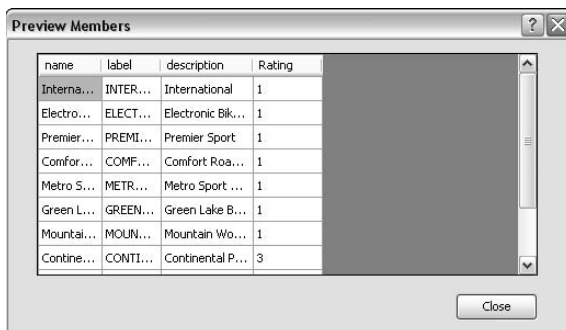 Preview Members
name label description Rating
Interna... INTER... International 1
Electro... ELECT... Electronic Bik... 1
Premier... PREMI... Premier Sport 1
Comfor... COMF... Comfort Roa... 1
Metro S... METR... Metro Sport ... 1
Green L... GREEN... Green Lake B... 1
Mountai... MOUN... Mountain Wo... 1
Contine... CONTI... Continental P... 3
Close